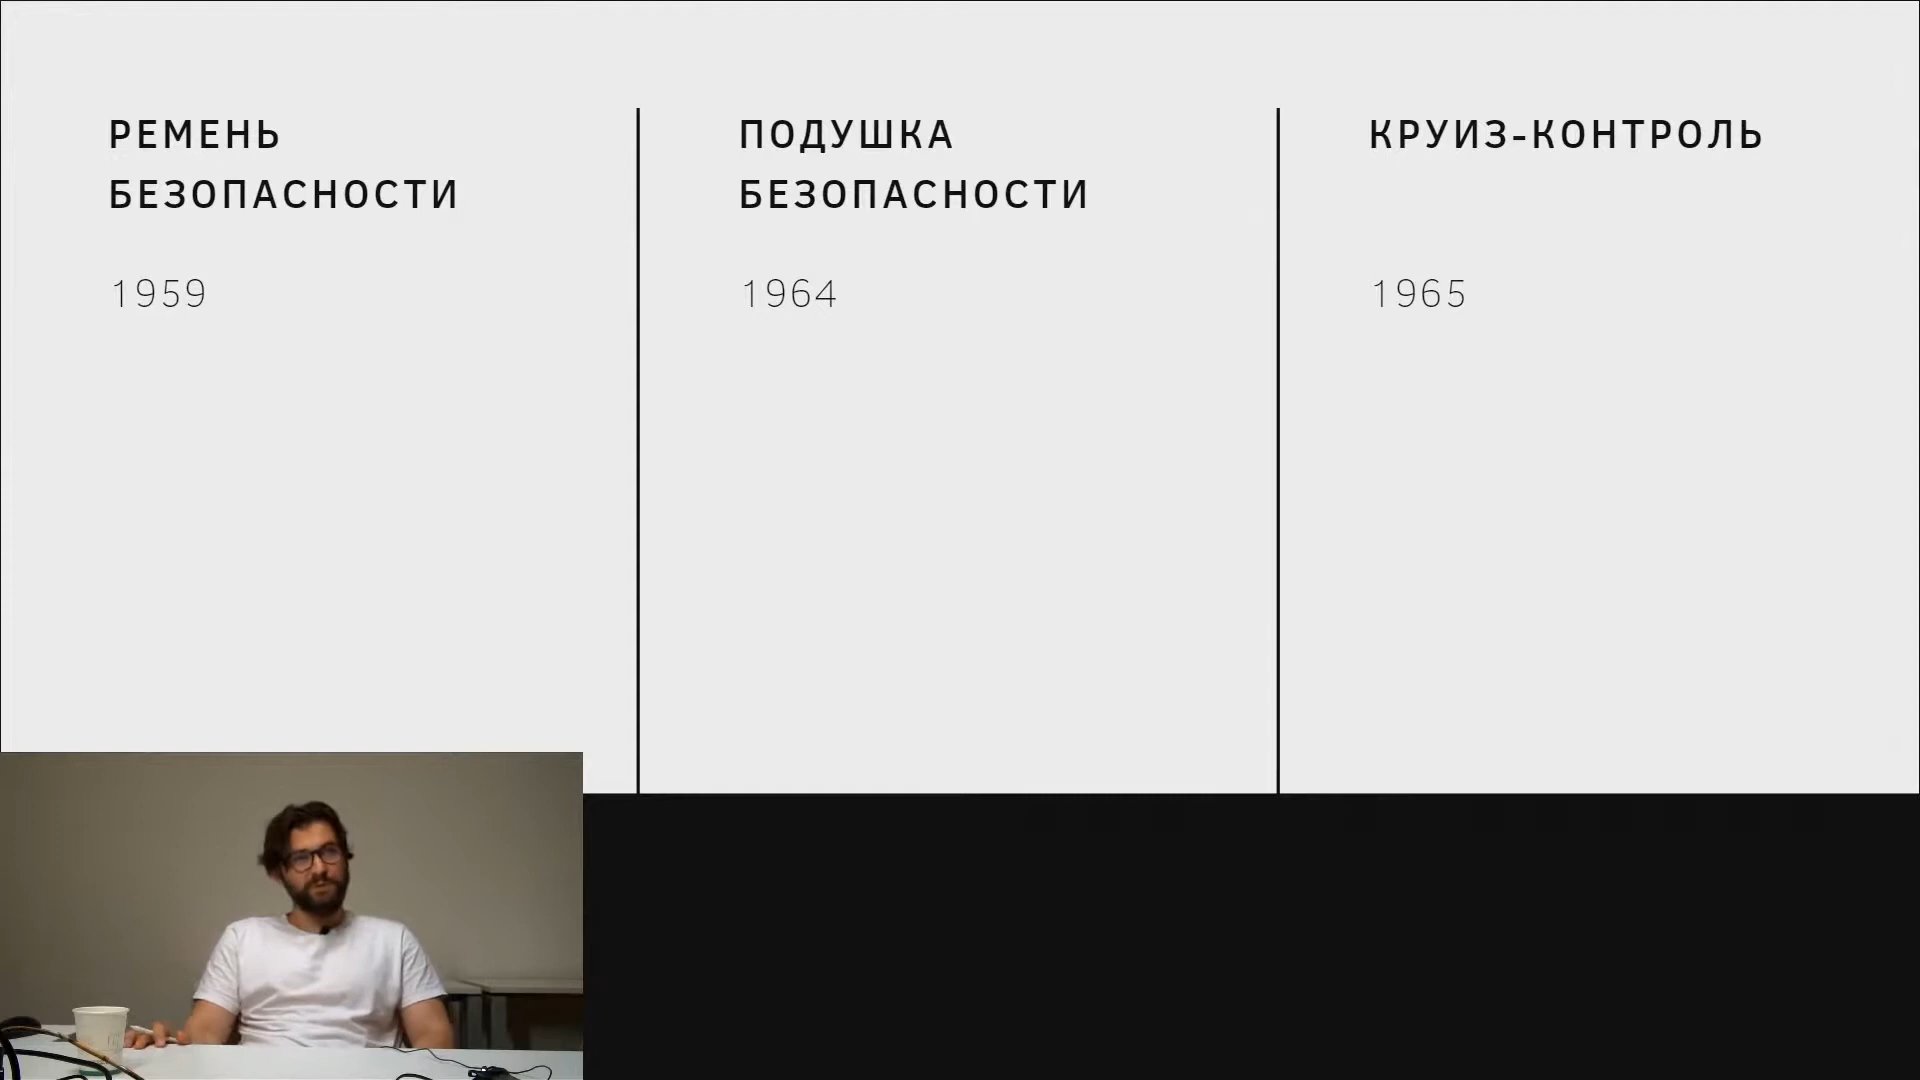 РЕМЕНЬ
БЕЗОПАСНОСТИ
1959
ПОДУШКА
БЕЗОПАСНОСТИ
1964
КРУИЗ-КОНТРОЛЬ
1965